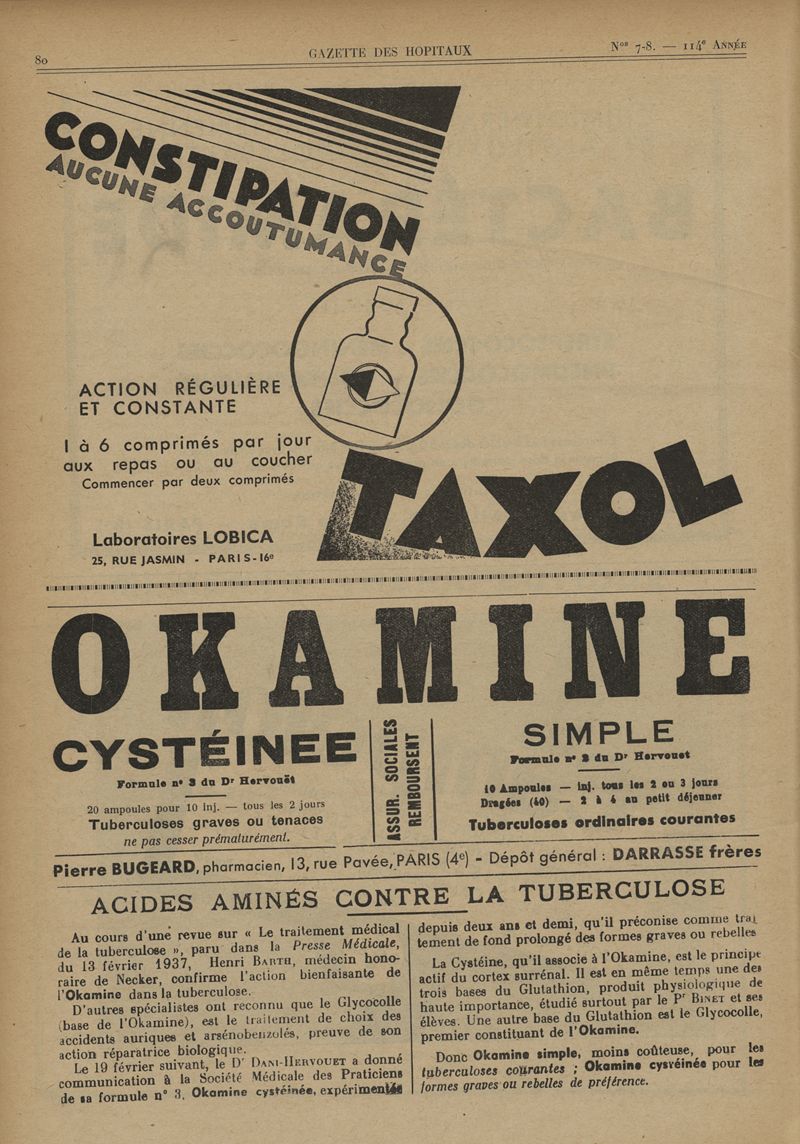 80
GAZETTE DES HOPITAUX
Nos 7-8. — 114e ANNÉE
CONSTIPATION
AUCUNE ACCOUTUMANCE
ACTION RÉGULIÈRE
ET CONSTANTE
1 à 6 comprimés par jour
aux repas ou au coucher
Commencer par deux comprimés
TAXOL
Laboratoires LOBICA
25, RUE JASMIN - PARIS-16e
OKAMINE
CYSTÉINEE
Formule n° 3 du Dr Hervouët
20 ampoules pour 10 inj. — tous les 2 jours
Tuberculoses graves ou tenaces
ne pas cesser prématurément.
ASSUR. SOCIALES
REMBOURSENT
SIMPLE
Formule n° 2 du Dr Hervouet
10 Ampoules — inj. tous les 2 ou 3 jours
Dragées (40) — 2 à 4 au petit déjeuner
Tuberculoses ordinaires courantes
Pierre BUGEARD, pharmacien, 13, rue Pavée, PARIS (4e) - Dépôt général : DARRASSE frères
ACIDES AMINÉS CONTRE LA TUBERCULOSE
Au cours d'une revue sur « Le traitement médical
de la tuberculose », paru dans la Presse Médicale,
du 13 février 1937, Henri BARTH, médecin hono-
raire de Necker, confirme l'action bienfaisante de
l'Okamine dans la tuberculose.
D'autres spécialistes ont reconnu que le Glycocolle
(base de l'Okamine), est le traitement de choix des
accidents auriques et arsénobenzolés, preuve de son
action réparatrice biologique.
Le 19 février suivant, le Dr DANI-HERVOUET a donné
communication à la Société Médicale des Praticiens
de sa formule n° 3, Okamine cystéinée, expérimentée
depuis deux ans et demi, qu'il préconise comme trai
tement de fond prolongé des formes graves ou rebelles
La Cystéine, qu'il associe à l'Okamine, est le principe
actif du cortex surrénal. Il est en même temps une des
trois bases du Glutathion, produit physiologique de
haute importance, étudié surtout par le Pr BINET et ses
élèves. Une autre base du Glutathion est le Glycocolle,
premier constituant de l'Okamine.
Donc Okamine simple, moins coûteuse, pour les
tuberculoses courantes ; Okamine cystéinée pour les
formes graves ou rebelles de préférence.